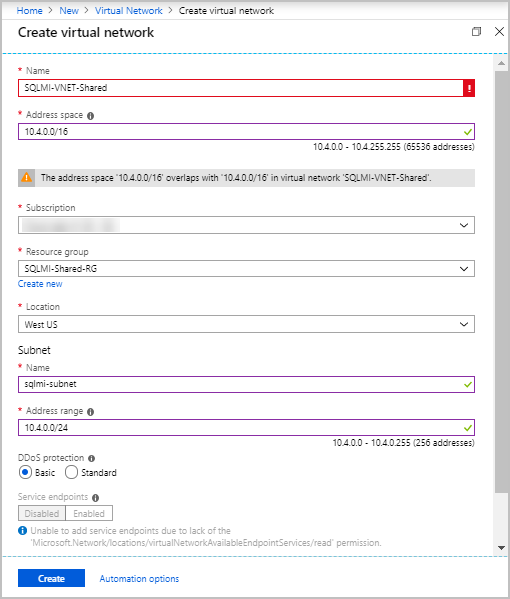 Home > New > Virtual Network > Create virtual network
Create virtual network
* Name
SQLMI-VNET-Shared
* Address space
10.4.0.0/16
10.4.0.0 - 10.4.255.255 (65536 addresses)
The address space '10.4.0.0/16' overlaps with '10.4.0.0/16' in virtual network 'SQLMI-VNET-Shared'.
* Subscription
* Resource group
SQLMI-Shared-RG
Create new
* Location
West US
Subnet
* Name
sqlmi-subnet
* Address range
10.4.0.0/24
10.4.0.0 - 10.4.0.255 (256 addresses)
DDoS protection
Basic Standard
Service endpoints
Disabled Enabled
Unable to add service endpoints due to lack of the
'Microsoft.Network/locations/virtualNetworkAvailableEndpointServices/read' permission.
Create Automation options